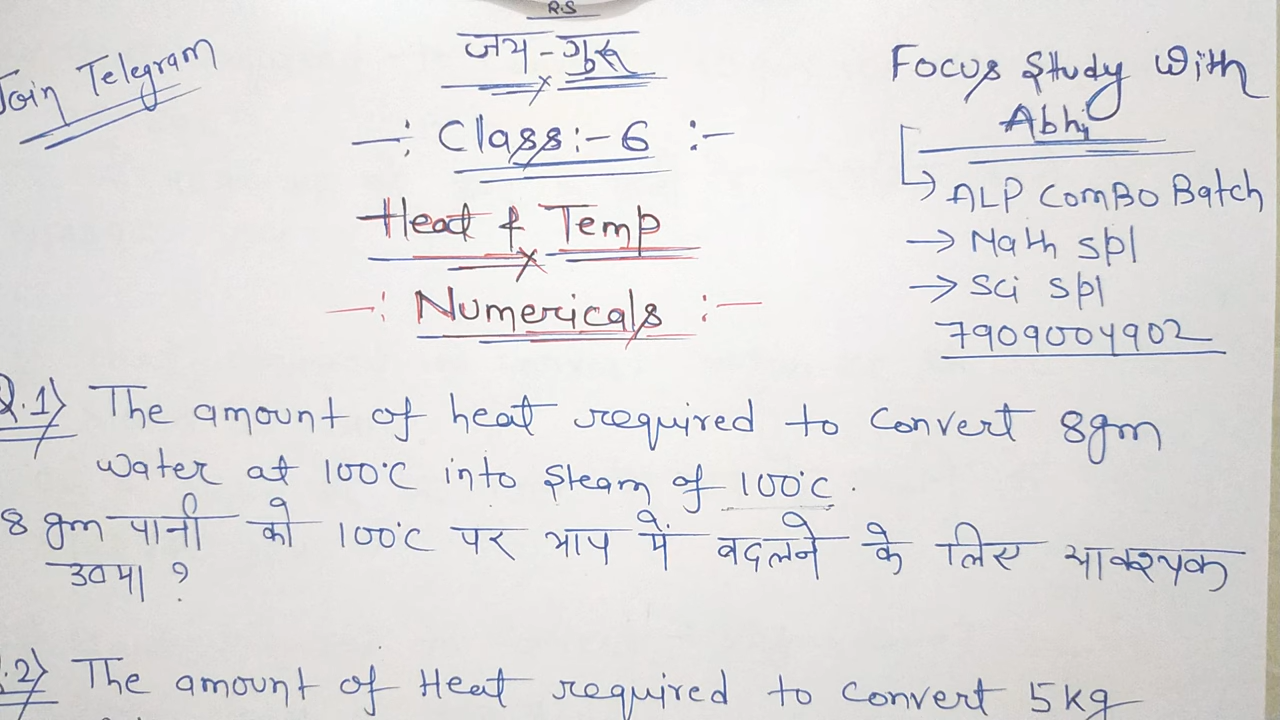 R.S
जय - गुरू
Join Telegram
-: Class:- 6 :-
Heat & Temp
-: Numericals :-
Focus Study With
Abhi
→ ALP ComBo Batch
→ Math spl
→ Sci spl
7909004902
Q.1) The amount of heat required to convert 8gm
water at 100°C into Steam of 100°C.
8 gm पानी को 100°C पर भाप में बदलने के लिए आवश्यक
उष्मा ?
.2) The amount of Heat required to convert 5kg